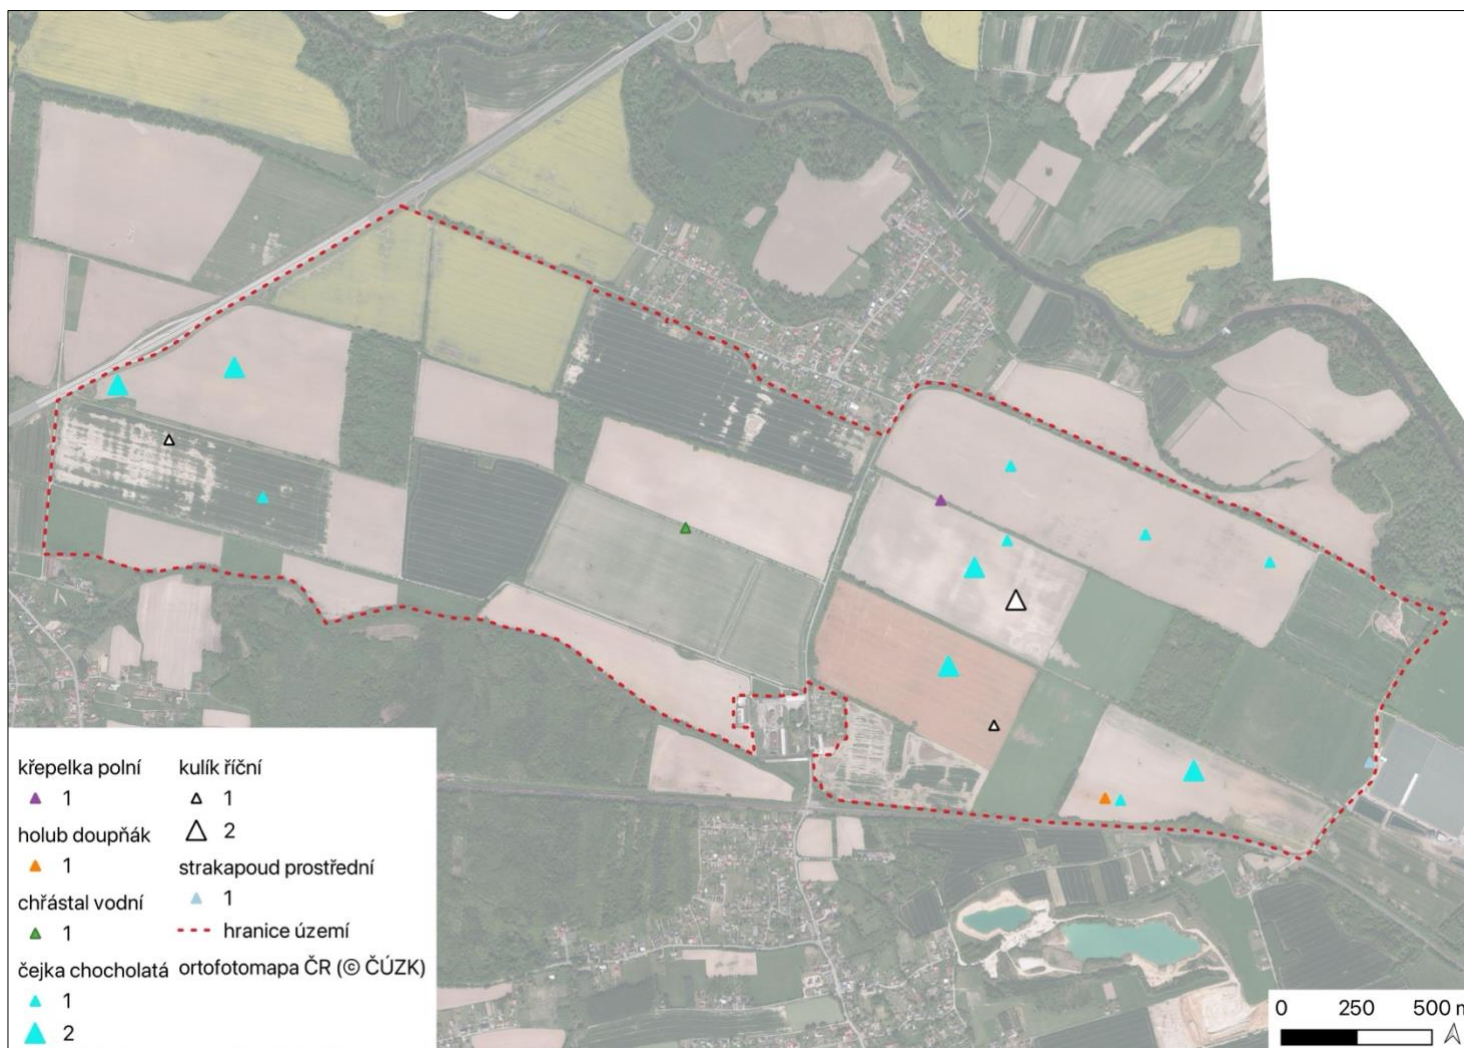 křepelka polní
1
holub doupňák
1
chřástal vodní
1
čejka chocholatá
1
2
kulík říční
1
2
strakapoud prostřední
1
hranice území
ortofotomapa ČR (© ČÚZK)
0 250 500 m